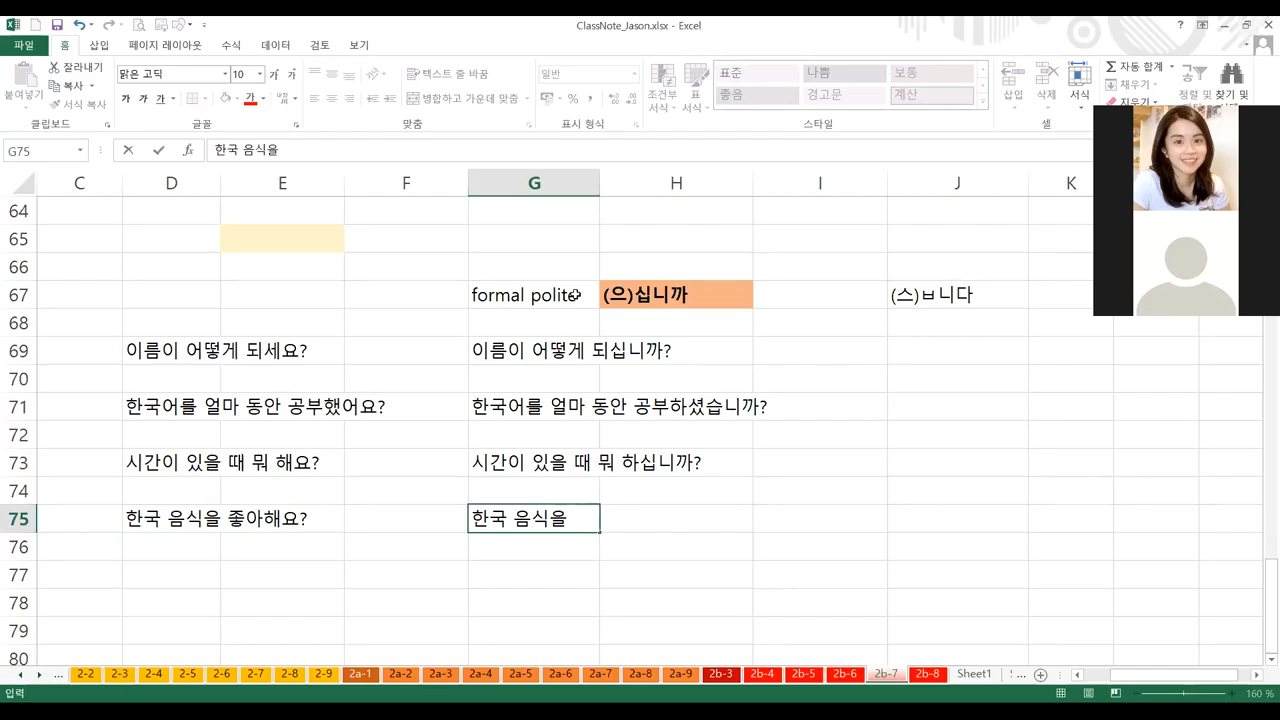 ClassNote_Jason.xlsx - Excel
파일 홈 삽입 페이지 레이아웃 수식 데이터 검토 보기
붙여넣기 잘라내기 복사 서식 복사
클립보드
맑은 고딕 10
가 가 가 가
글꼴
텍스트 줄 바꿈
병합하고 가운데 맞춤
맞춤
일반
표시 형식
조건부 서식 표 서식
표준 나쁨 보통
좋음 경고문 계산
스타일
삽입 삭제 서식
셀
자동 합계
채우기
지우기
정렬 및 찾기 및
G75 한국 음식을
C D E F G H I J K
64
65
66
67 formal polite (으)십니까 (스)ㅂ니다
68
69 이름이 어떻게 되세요? 이름이 어떻게 되십니까?
70
71 한국어를 얼마 동안 공부했어요? 한국어를 얼마 동안 공부하셨습니까?
72
73 시간이 있을 때 뭐 해요? 시간이 있을 때 뭐 하십니까?
74
75 한국 음식을 좋아해요? 한국 음식을
76
77
78
79
80
... 2-2 2-3 2-4 2-5 2-6 2-7 2-8 2-9 2a-1 2a-2 2a-3 2a-4 2a-5 2a-6 2a-7 2a-8 2a-9 2b-3 2b-4 2b-5 2b-6 2b-7 2b-8 Sheet1 ...
입력 160 %